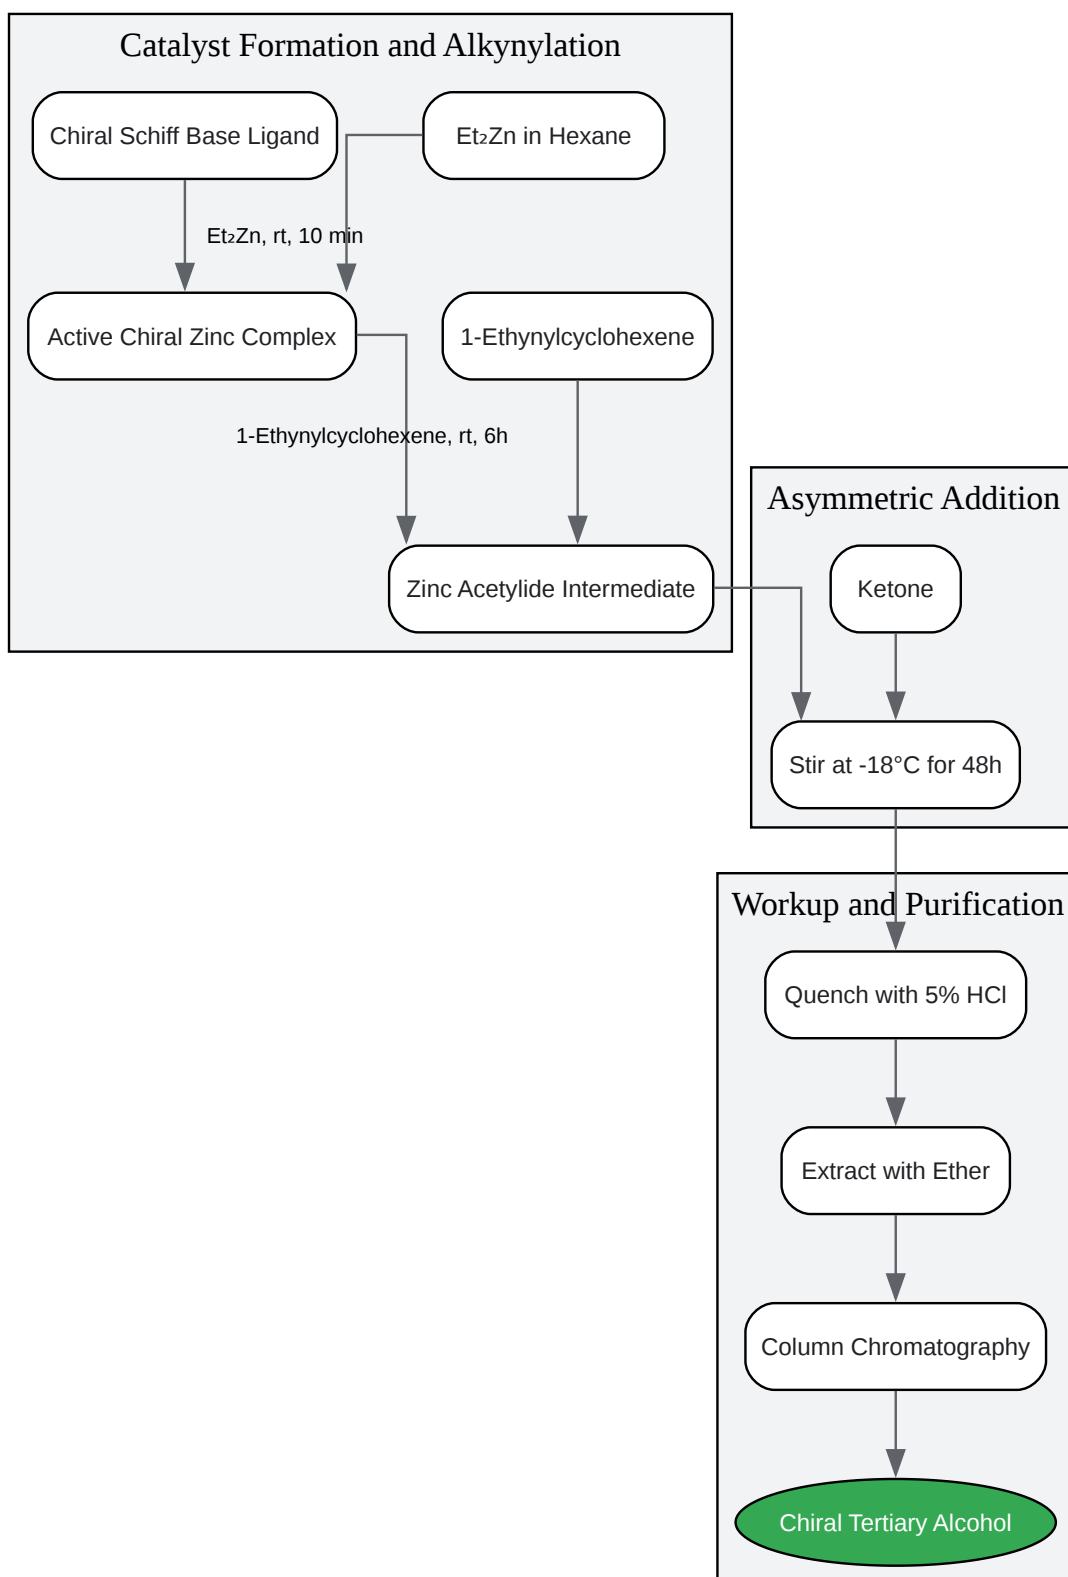 Catalyst Formation and Alkynylation
Chiral Schiff Base Ligand
Et₂Zn in Hexane
Et₂Zn, rt, 10 min
Active Chiral Zinc Complex
1-Ethynylcyclohexene
1-Ethynylcyclohexene, rt, 6h
Zinc Acetylide Intermediate
Asymmetric Addition
Ketone
Stir at -18°C for 48h
Workup and Purification
Quench with 5% HCl
Extract with Ether
Column Chromatography
Chiral Tertiary Alcohol